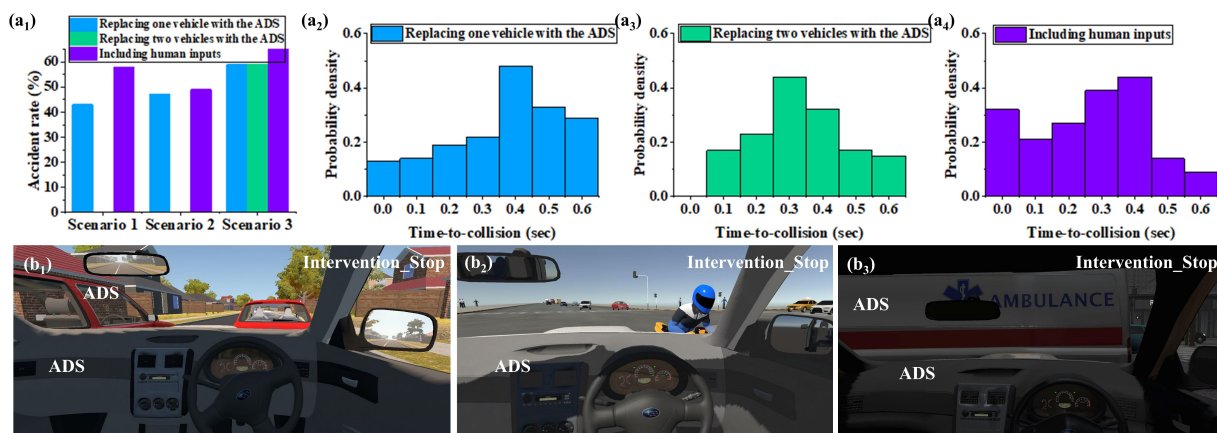 (a1)
Replacing one vehicle with the ADS
Replacing two vehicles with the ADS
Including human inputs
Accident rate (%)
60
50
40
30
20
10
0
Scenario 1 Scenario 2 Scenario 3
(a2)
Replacing one vehicle with the ADS
Probability density
0.6
0.4
0.2
0.0
0.0 0.1 0.2 0.3 0.4 0.5 0.6
Time-to-collision (sec)
(a3)
Replacing two vehicles with the ADS
Probability density
0.6
0.4
0.2
0.0
0.0 0.1 0.2 0.3 0.4 0.5 0.6
Time-to-collision (sec)
(a4)
Including human inputs
Probability density
0.6
0.4
0.2
0.0
0.0 0.1 0.2 0.3 0.4 0.5 0.6
Time-to-collision (sec)
(b1)
Intervention_Stop
ADS
ADS
(b2)
Intervention_Stop
(b3)
Intervention_Stop
ADS
AMBULANCE
ADS